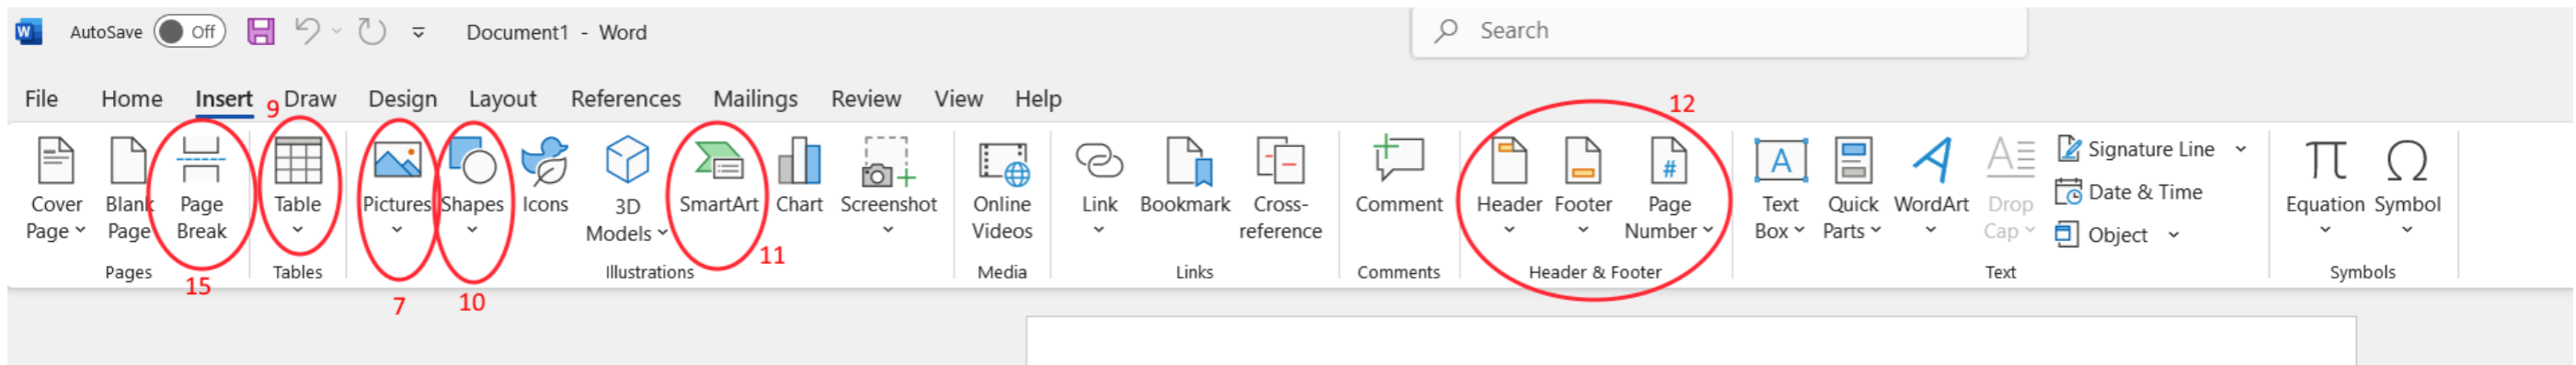 W AutoSave Off Document1 - Word Search
File Home Insert Draw Design Layout References Mailings Review View Help
9 12
Cover Page
Blank Page
Page Break
Table
Pictures
Shapes
Icons
3D Models
SmartArt
Chart
Screenshot
Online Videos
Link
Bookmark
Cross-reference
Comment
Header
Footer
# Page Number
A Text Box
Quick Parts
A WordArt
A Drop Cap
Signature Line
Date & Time
Object
π Equation
Ω Symbol
Pages Tables Illustrations Media Links Comments Header & Footer Text Symbols
15 7 10 11